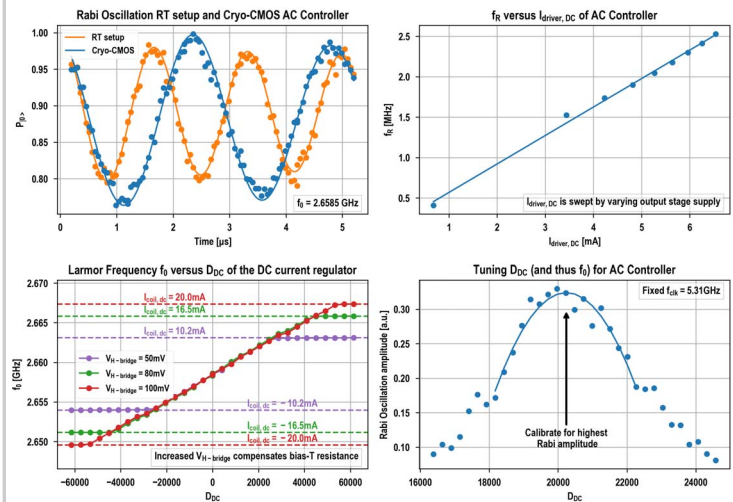 Rabi Oscillation RT setup and Cryo-CMOS AC Controller
RT setup
Cryo-CMOS
1.00
0.95
0.90
0.85
0.80
P|0>
f0 = 2.6585 GHz
0 1 2 3 4 5
Time [μs]
fR versus Idriver, DC of AC Controller
2.5
2.0
1.5
1.0
0.5
fR [MHz]
Idriver, DC is swept by varying output stage supply
1 2 3 4 5 6
Idriver, DC [mA]
Larmor Frequency f0 versus DDC of the DC current regulator
2.670
2.665
2.660
2.655
2.650
f0 [GHz]
Icoil, dc = 20.0mA
Icoil, dc = 16.5mA
Icoil, dc = 10.2mA
VH−bridge = 50mV
VH−bridge = 80mV
VH−bridge = 100mV
Icoil, dc = − 10.2mA
Icoil, dc = − 16.5mA
Icoil, dc = − 20.0mA
Increased VH−bridge compensates bias-T resistance
−60000 −40000 −20000 0 20000 40000 60000
DDC
Tuning DDC (and thus f0) for AC Controller
Fixed fclk = 5.31GHz
0.30
0.25
0.20
0.15
0.10
Rabi Oscillation amplitude [a.u.]
Calibrate for highest
Rabi amplitude
16000 18000 20000 22000 24000
DDC